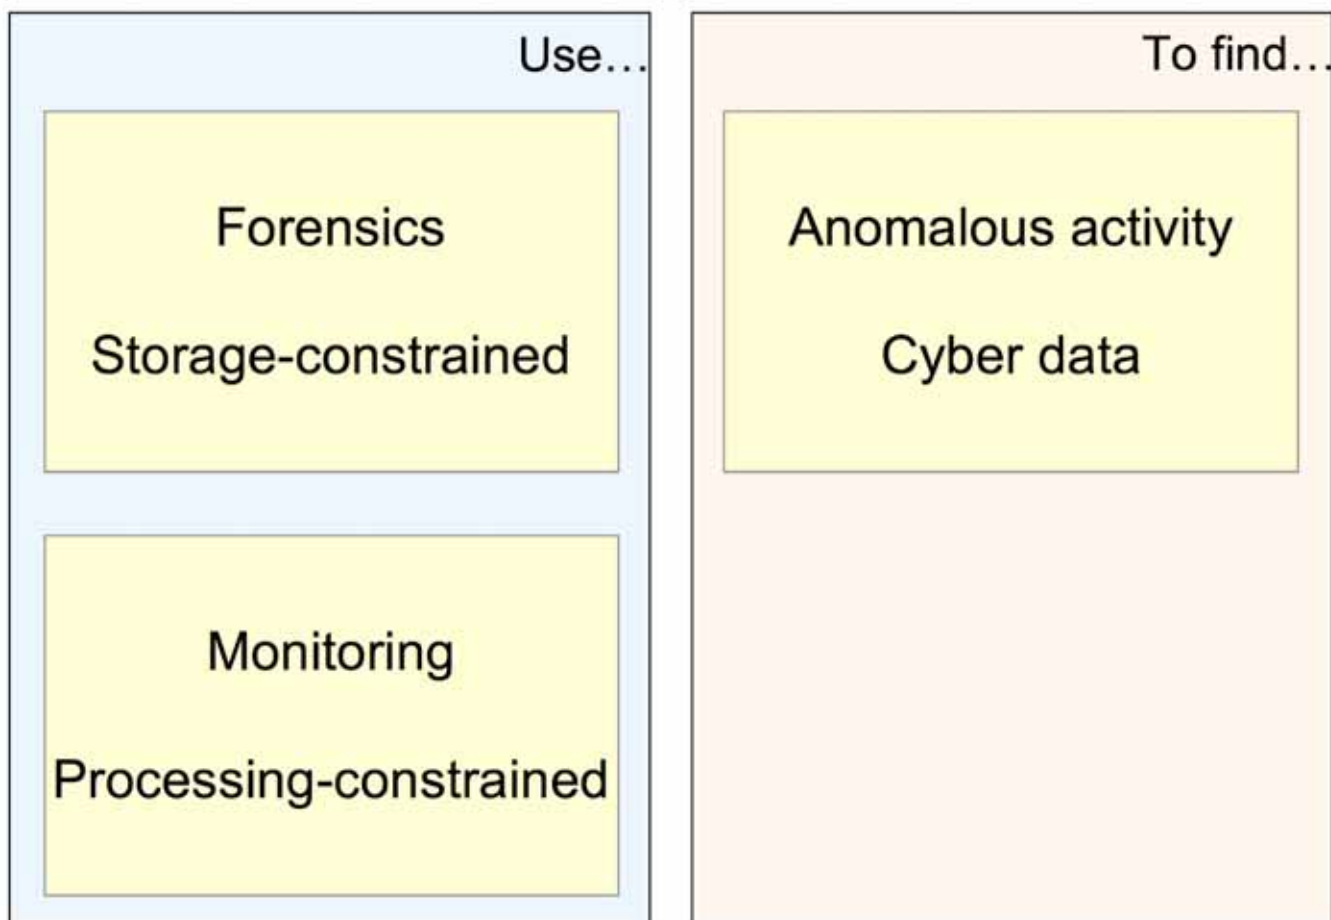 Use…
Forensics
Storage-constrained
Monitoring
Processing-constrained
To find…
Anomalous activity
Cyber data